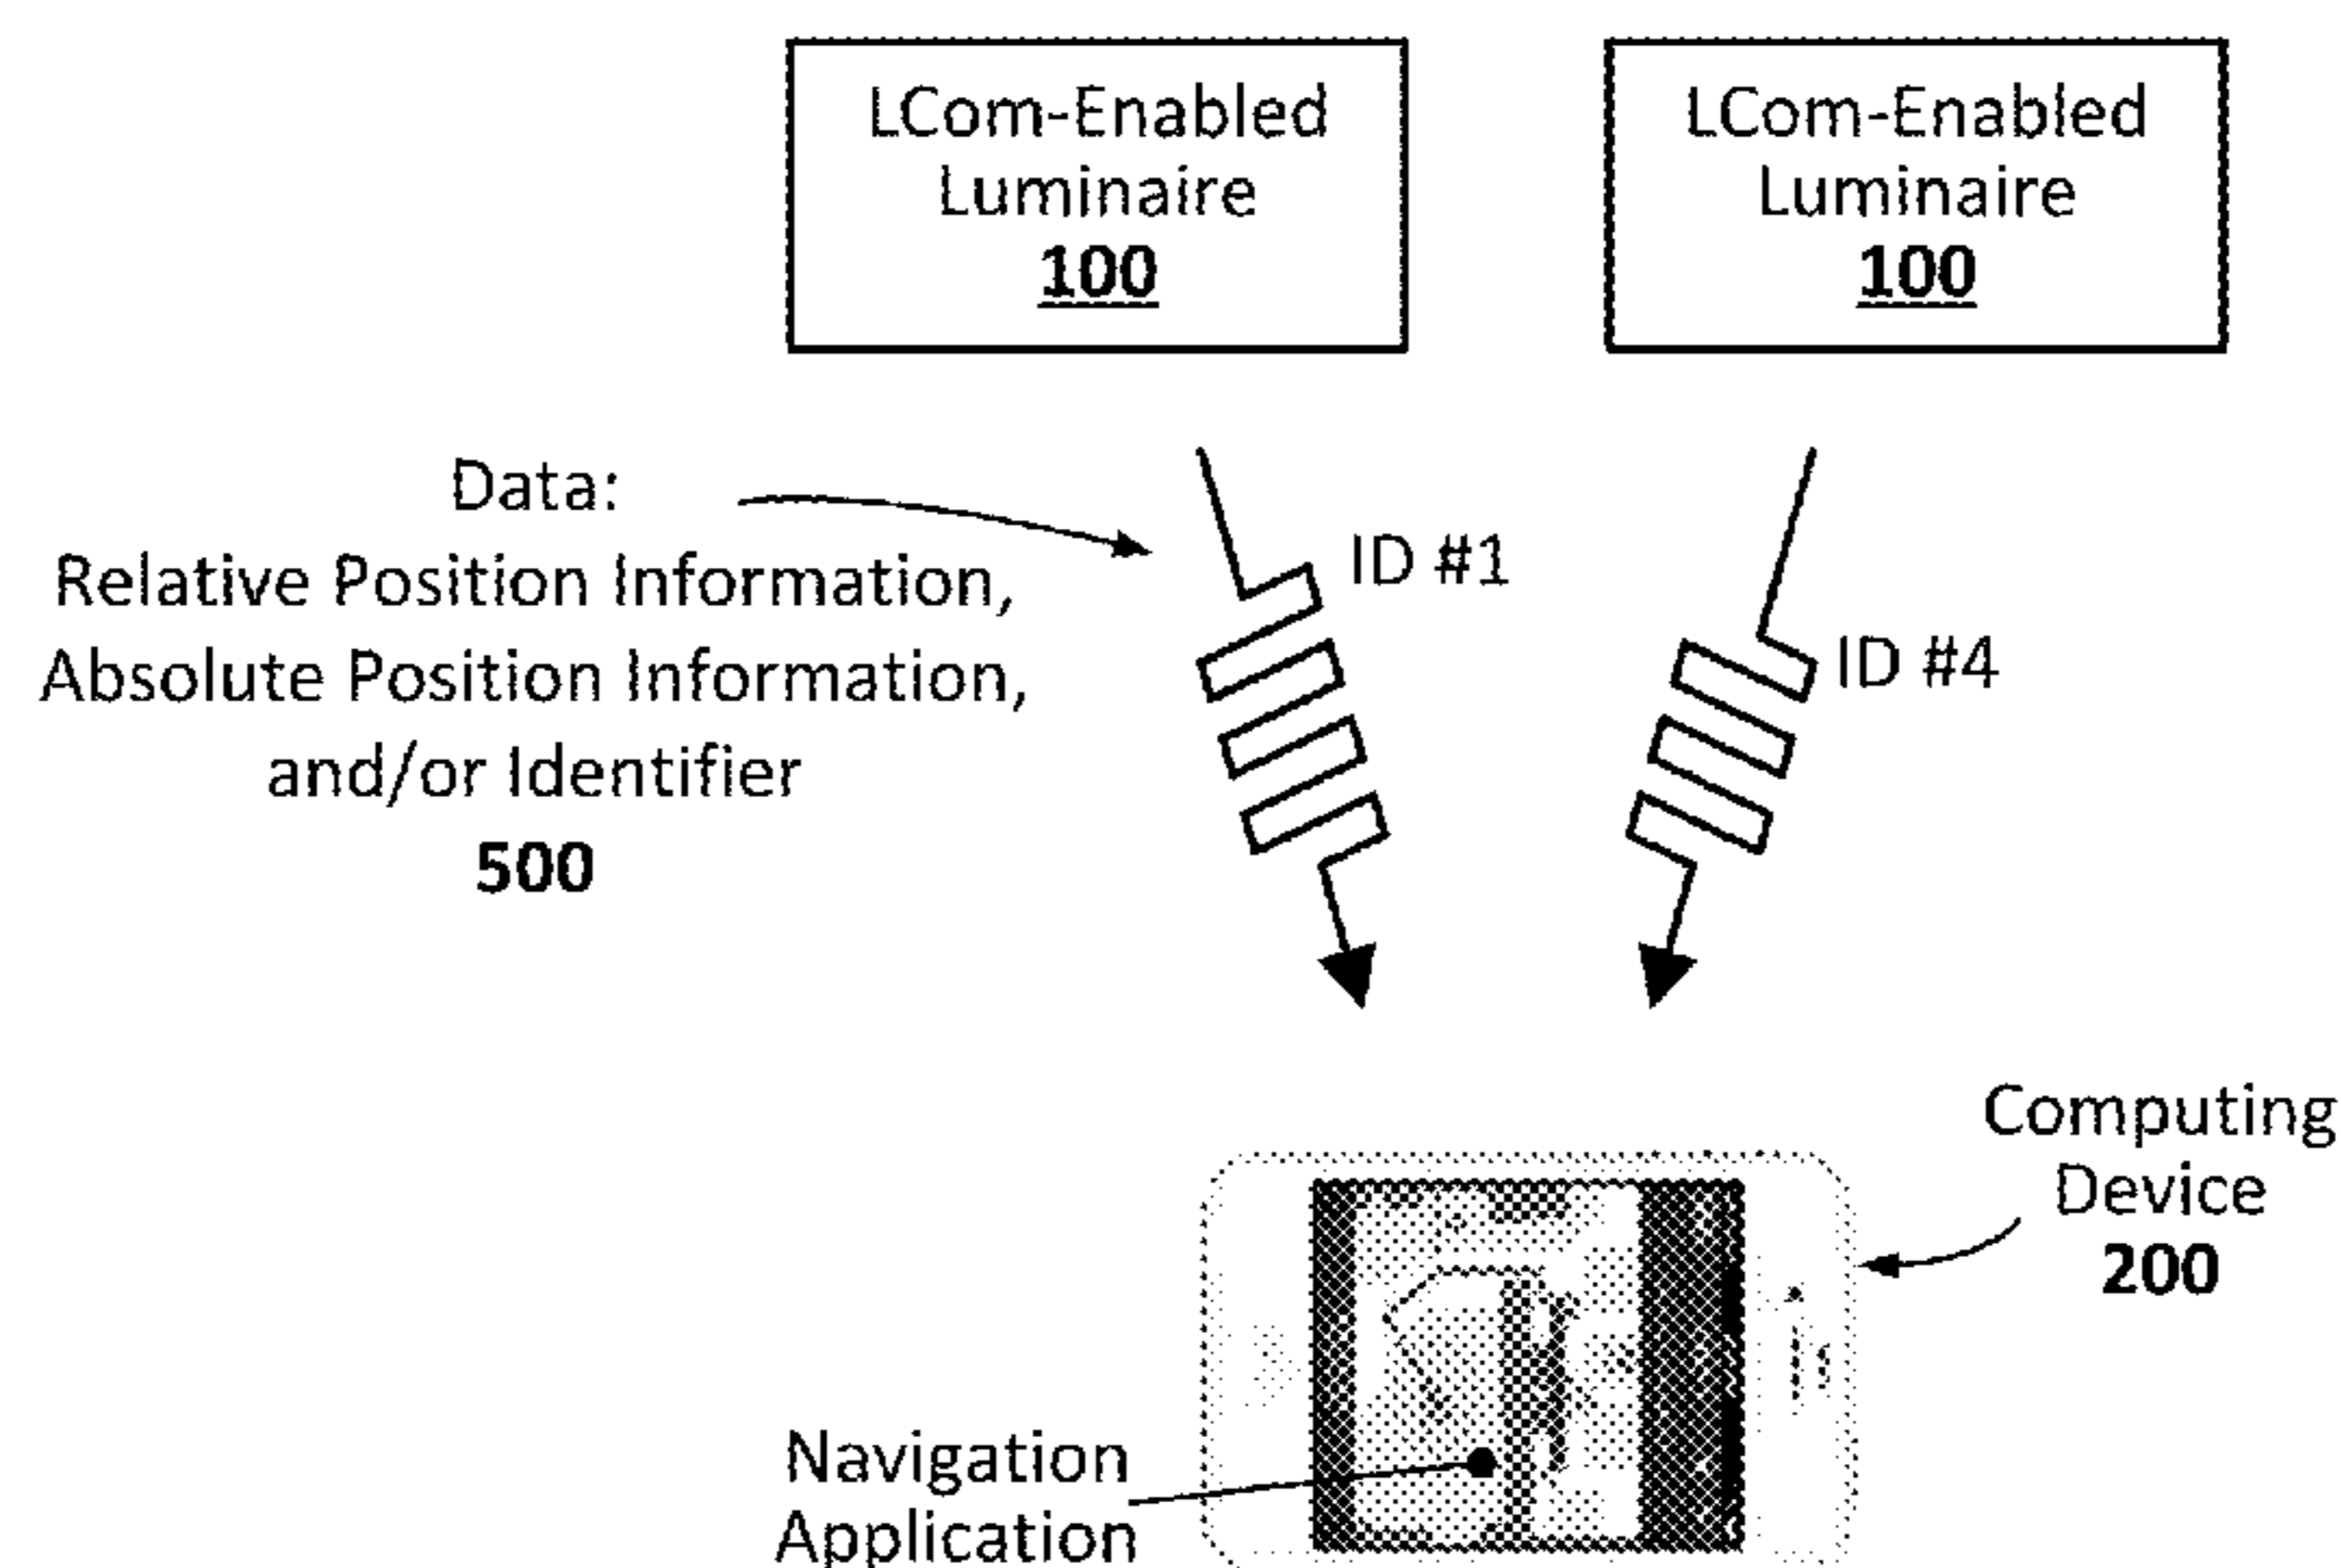 LCom-Enabled
Luminaire
100
LCom-Enabled
Luminaire
100
Data:
Relative Position Information,
Absolute Position Information,
and/or Identifier
500
ID #1
ID #4
Computing
Device
200
Navigation
Application